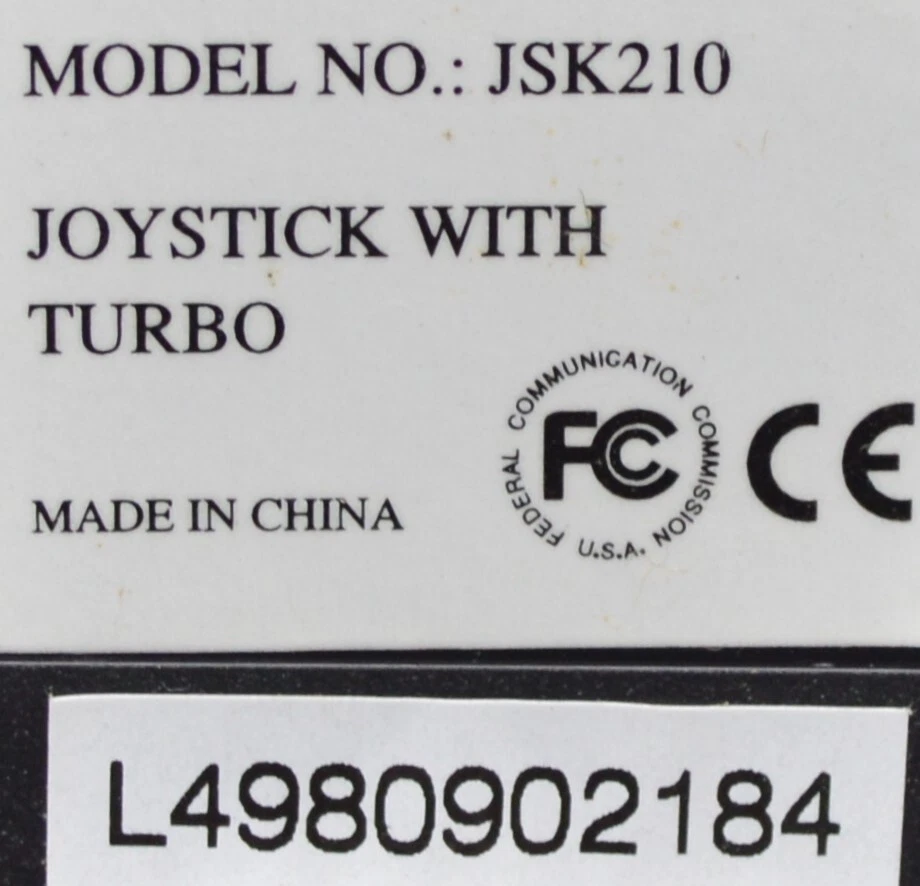 MODEL NO.: JSK210
JOYSTICK WITH
TURBO
FEDERAL COMMUNICATION COMMISSION U.S.A.
FC
CE
MADE IN CHINA
L4980902184